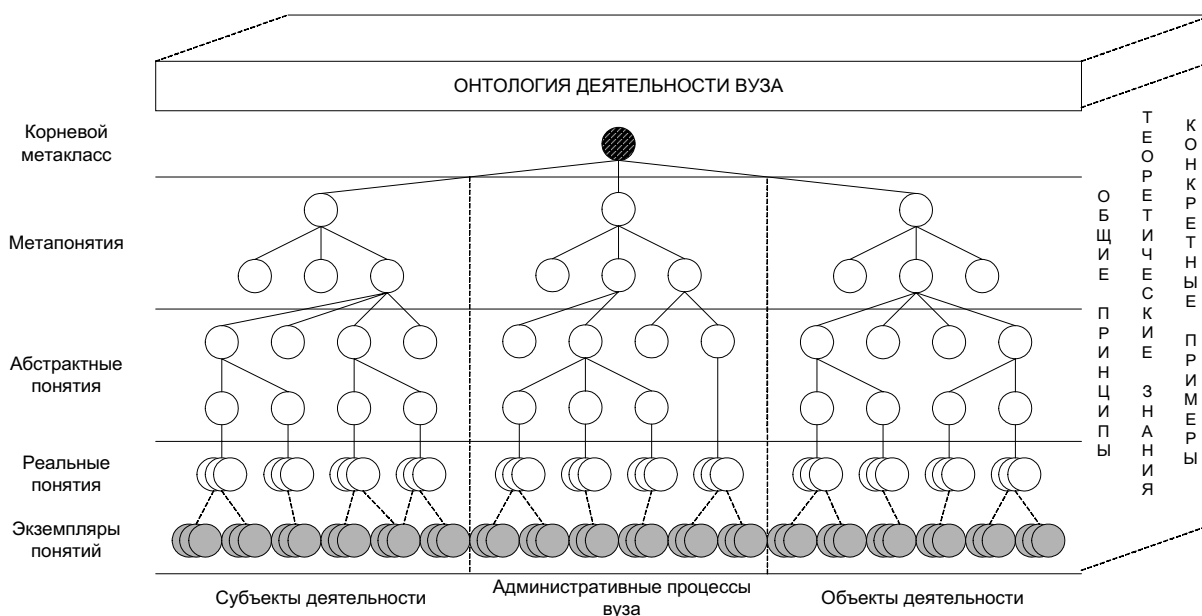 ОНТОЛОГИЯ ДЕЯТЕЛЬНОСТИ ВУЗА
Корневой
метакласс
Метапонятия
Абстрактные
понятия
Реальные
понятия
Экземпляры
понятий
Субъекты деятельности
Административные процессы
вуза
Объекты деятельности
ОБЩИЕ ПРИНЦИПЫ
ТЕОРЕТИЧЕСКИЕ ЗНАНИЯ
КОНКРЕТНЫЕ ПРИМЕРЫ